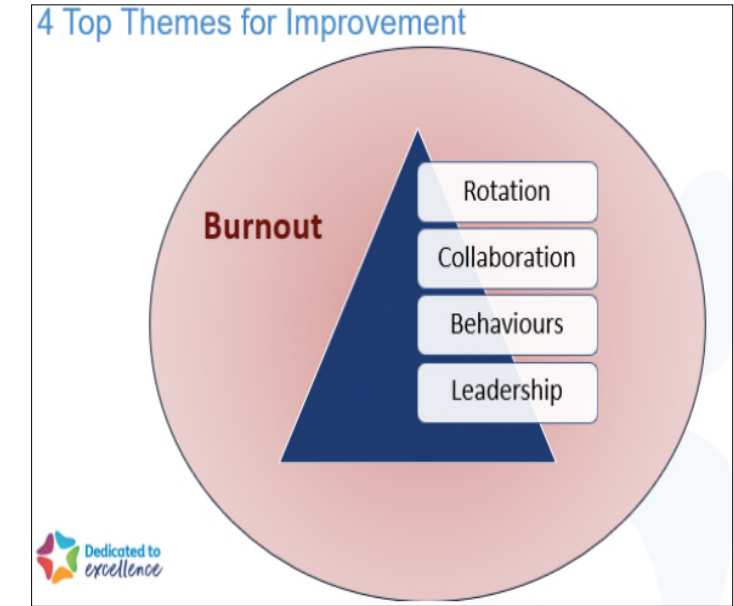 4 Top Themes for Improvement
Burnout
Rotation
Collaboration
Behaviours
Leadership
Dedicated to
excellence